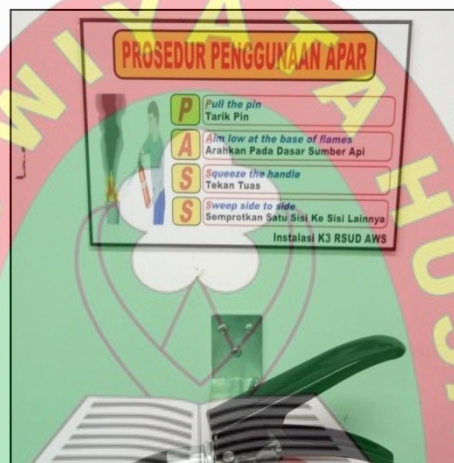 PROSEDUR PENGGUNAAN APAR
P
Pull the pin
Tarik Pin
A
Aim low at the base of flames
Arahkan Pada Dasar Sumber Api
S
Squeeze the handle
Tekan Tuas
S
Sweep side to side
Semprotkan Satu Sisi Ke Sisi Lainnya
Instalasi K3 RSUD AWS
WIYATA HUSA